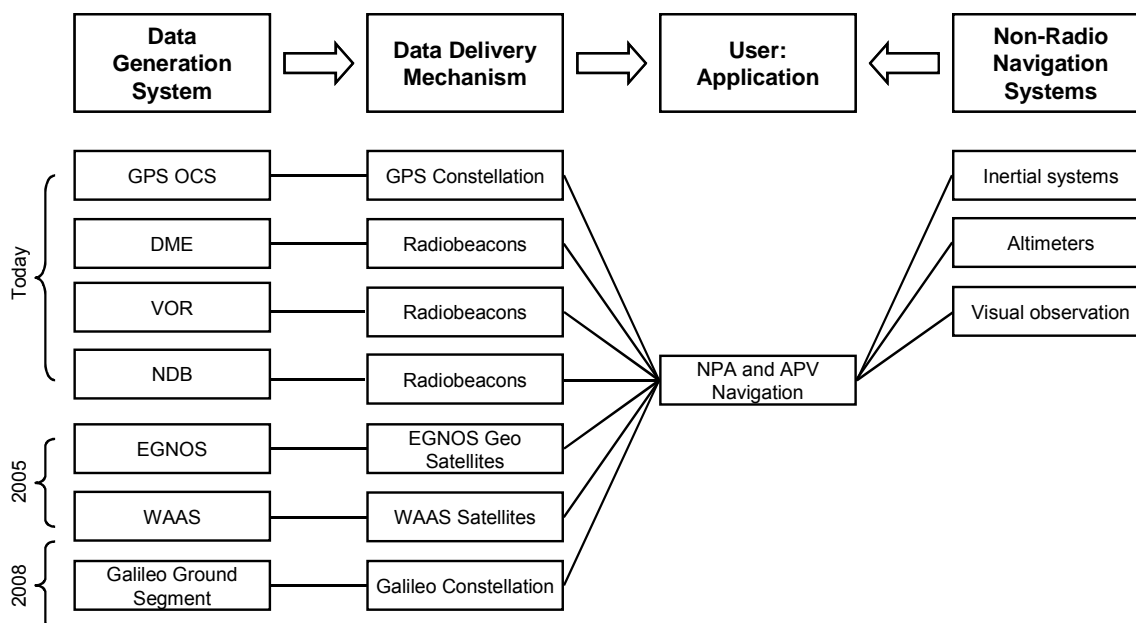 Data
Generation
System
Data Delivery
Mechanism
User:
Application
Non-Radio
Navigation
Systems
Today
GPS OCS
GPS Constellation
Inertial systems
DME
Radiobeacons
Altimeters
VOR
Radiobeacons
Visual observation
NDB
Radiobeacons
NPA and APV
Navigation
2005
EGNOS
EGNOS Geo
Satellites
WAAS
WAAS Satellites
2008
Galileo Ground
Segment
Galileo Constellation